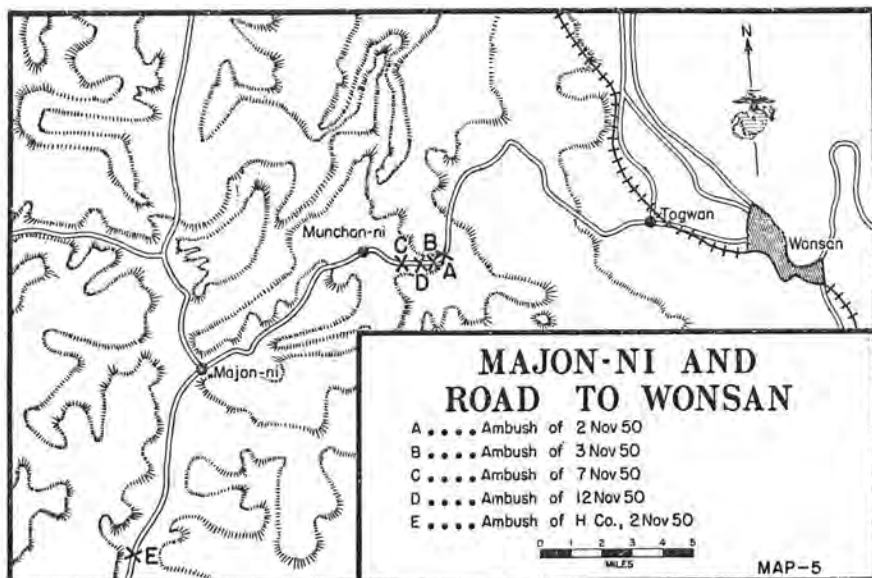 N
Togwan
Wonsan
Munchon-ni
C
B
A
D
Majon-ni
E
MAJON-NI AND
ROAD TO WONSAN
A .... Ambush of 2 Nov 50
B .... Ambush of 3 Nov 50
C .... Ambush of 7 Nov 50
D .... Ambush of 12 Nov 50
E .... Ambush of H Co., 2 Nov 50
0 1 2 3 4 5
MILES
MAP-5